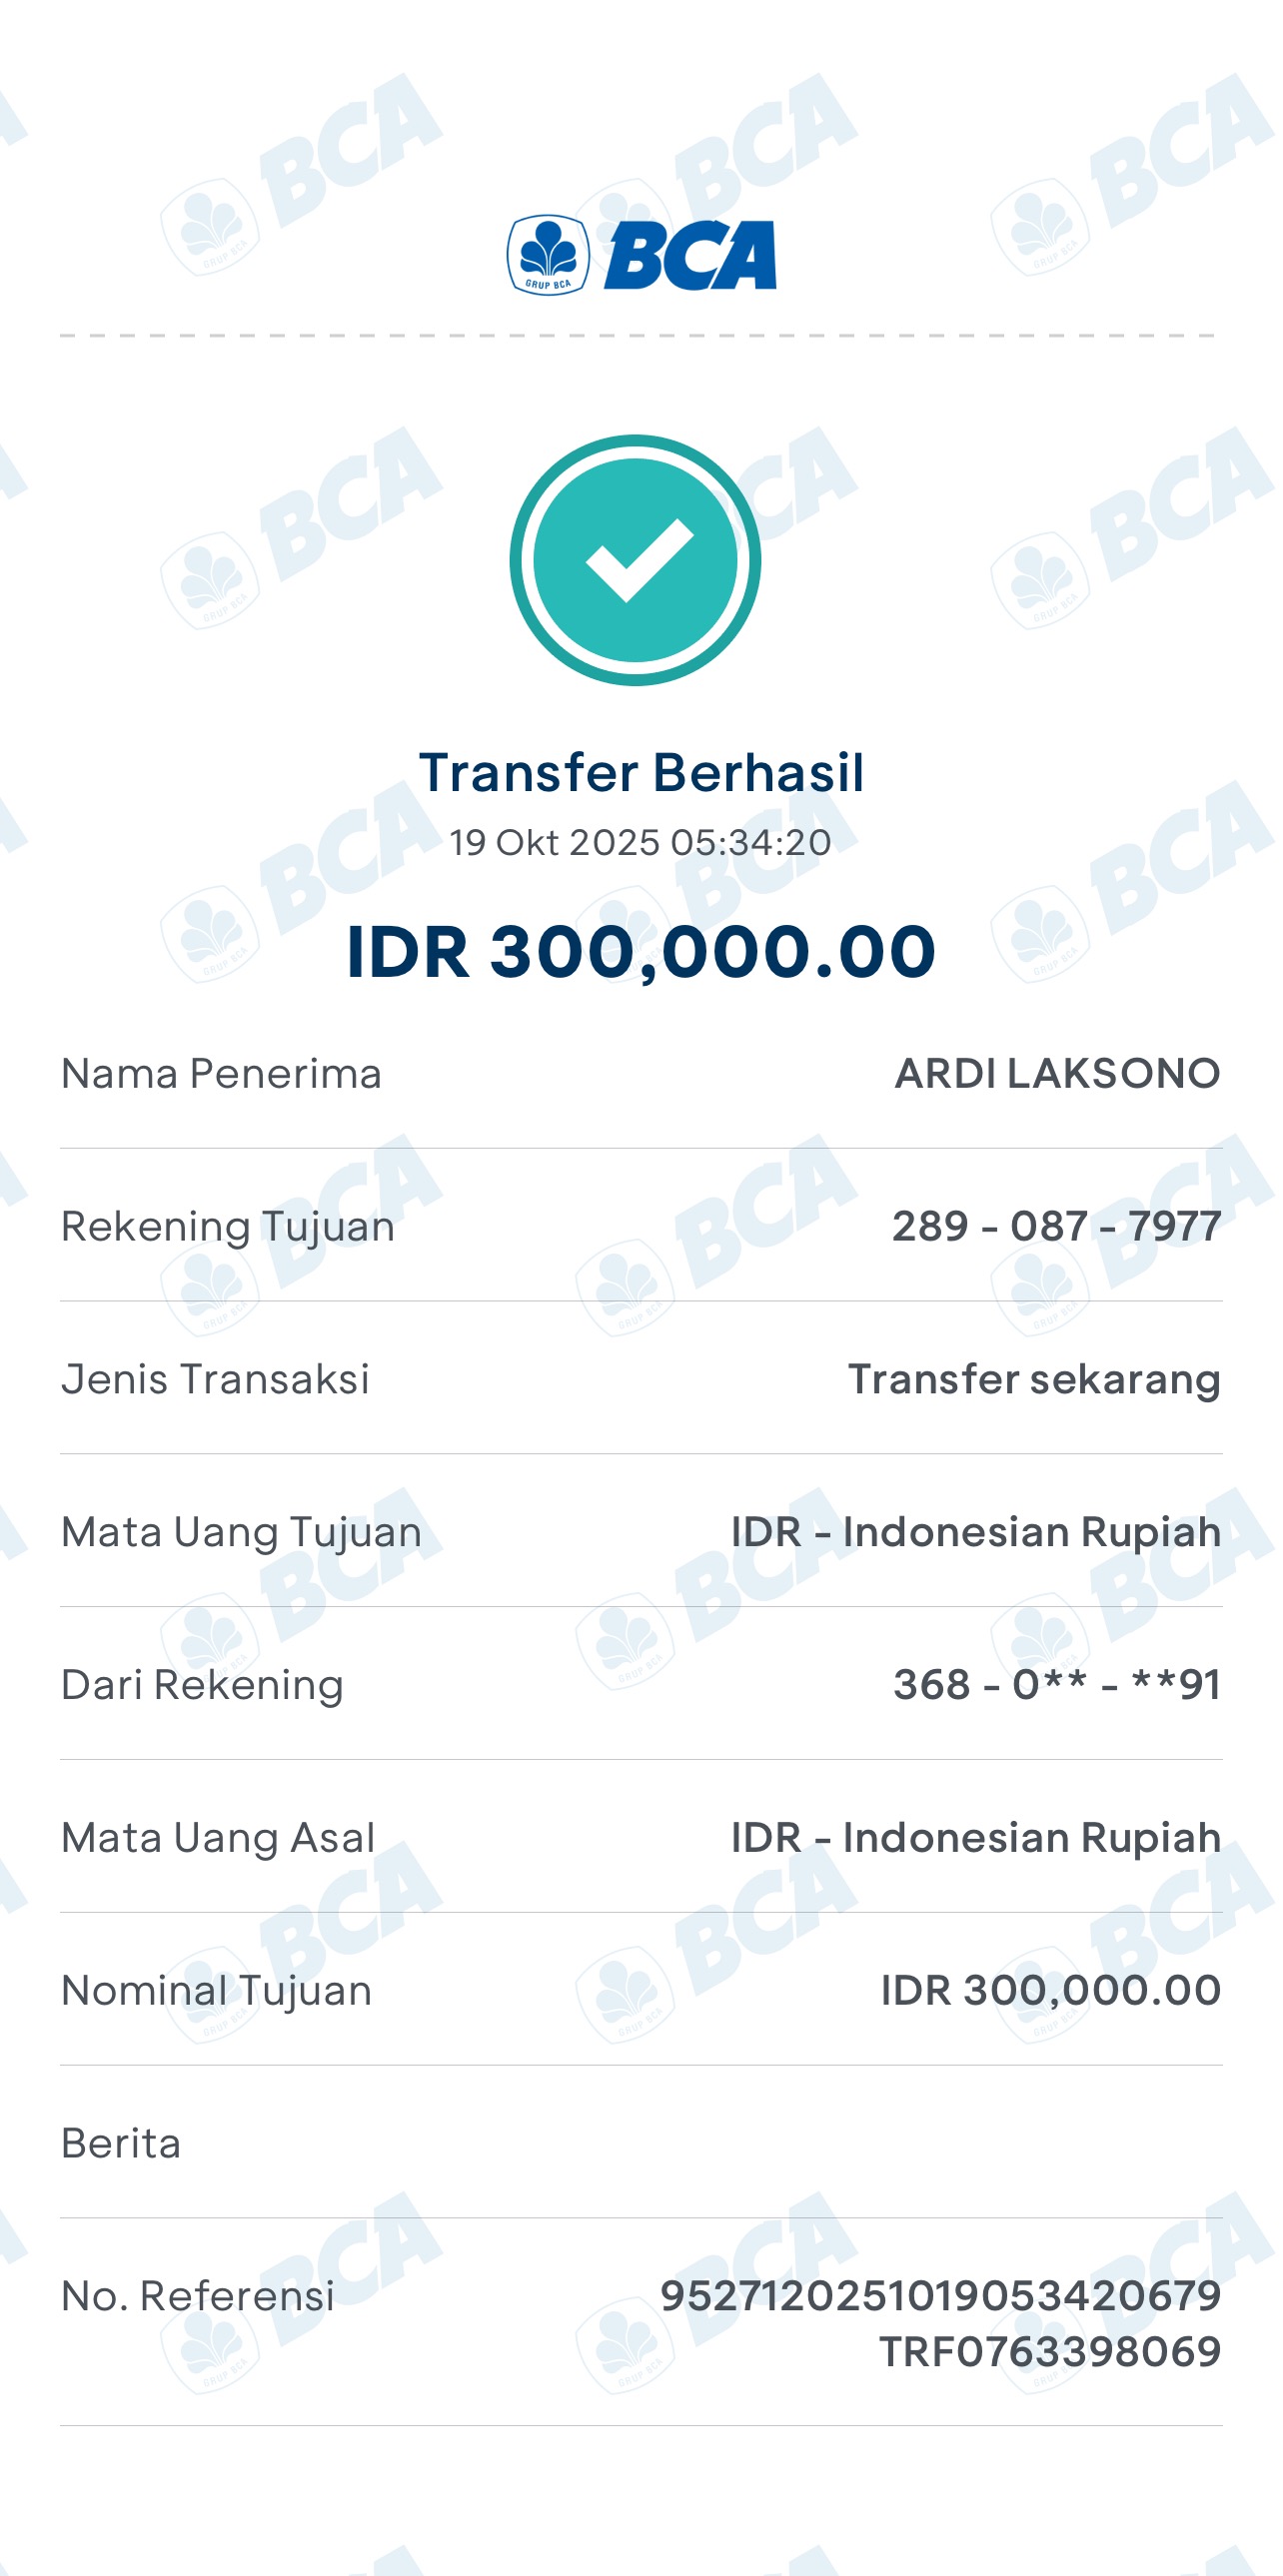 GRUP BCA BCA
Transfer Berhasil
19 Okt 2025 05:34:20
IDR 300,000.00
Nama Penerima ARDI LAKSONO
Rekening Tujuan 289 - 087 - 7977
Jenis Transaksi Transfer sekarang
Mata Uang Tujuan IDR - Indonesian Rupiah
Dari Rekening 368 - 0** - **91
Mata Uang Asal IDR - Indonesian Rupiah
Nominal Tujuan IDR 300,000.00
Berita
No. Referensi 9527120251019053420679
TRF0763398069